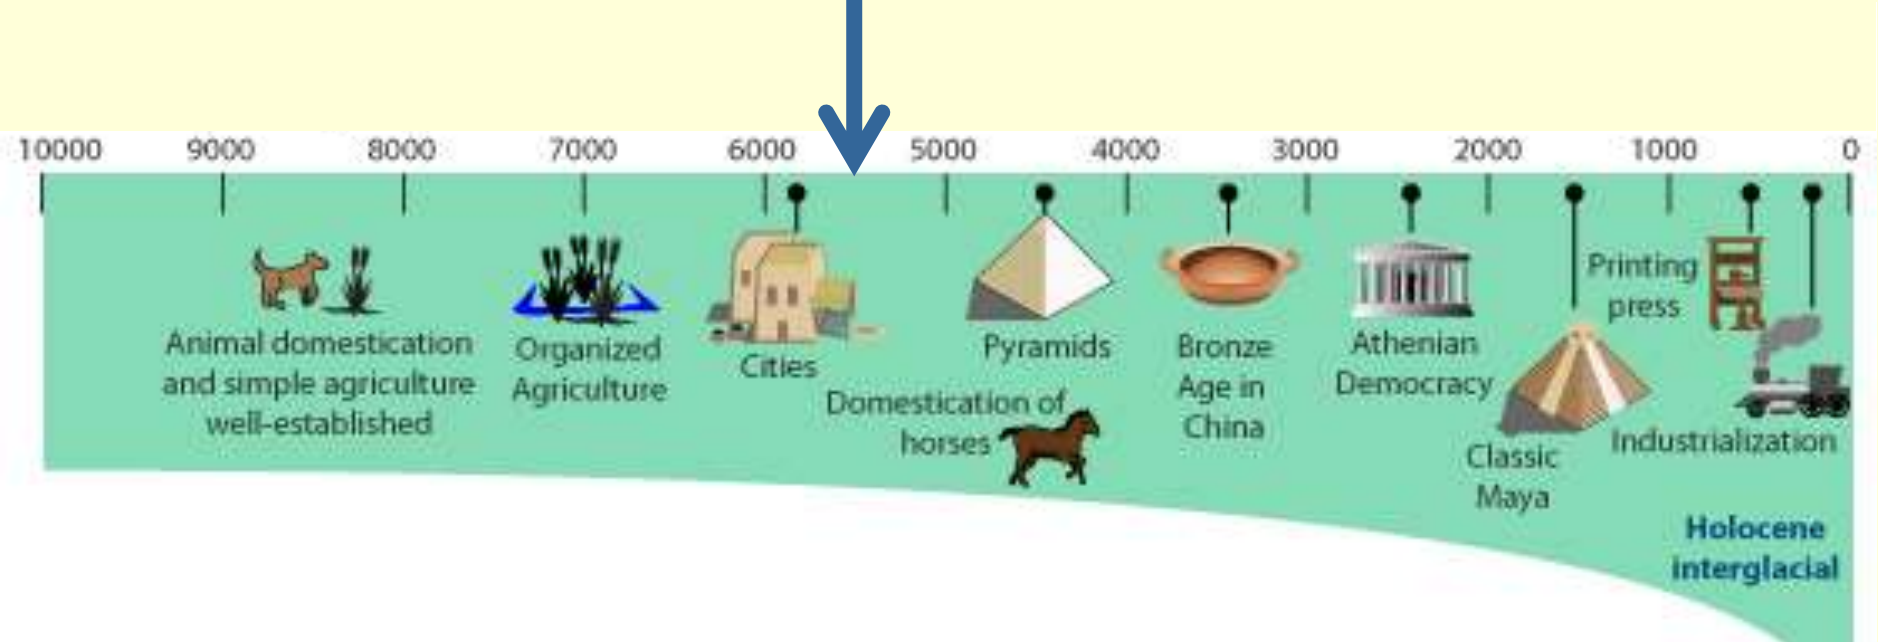 10000 9000 8000 7000 6000 5000 4000 3000 2000 1000 0
Animal domestication
and simple agriculture
well-established
Organized
Agriculture
Cities
Domestication of
horses
Pyramids
Bronze
Age in
China
Athenian
Democracy
Classic
Maya
Printing
press
Industrialization
Holocene
interglacial